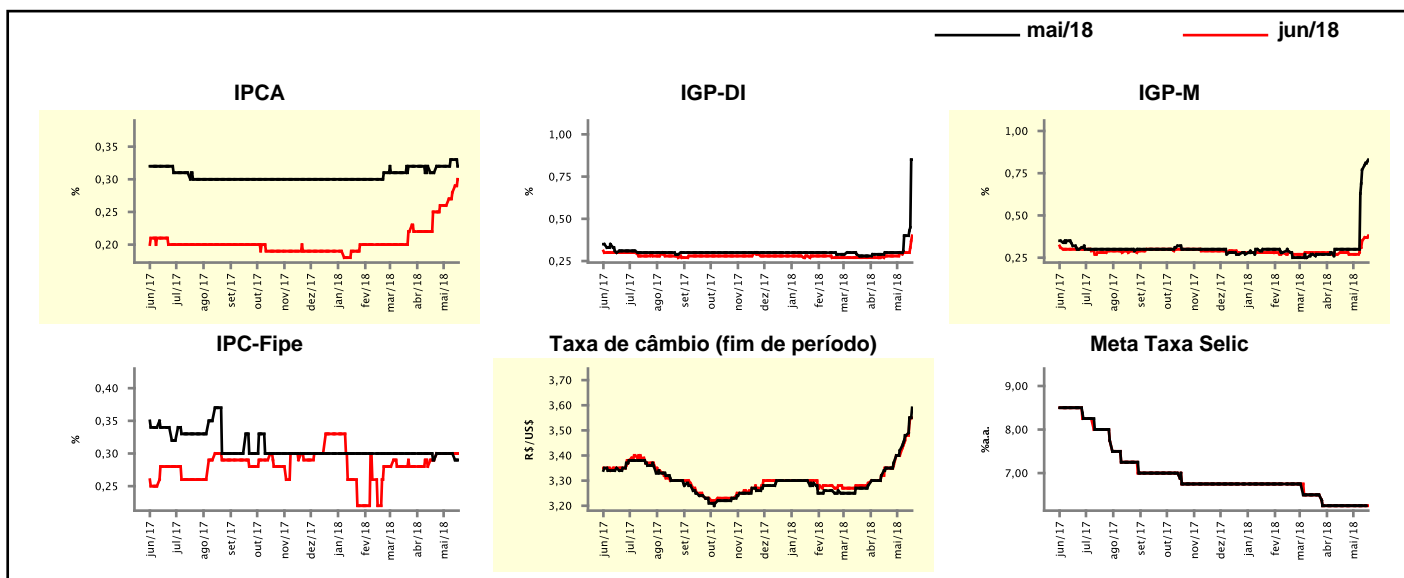 mai/18
jun/18
IPCA
%
0,35
0,30
0,25
0,20
jun/17
jul/17
ago/17
set/17
out/17
nov/17
dez/17
jan/18
fev/18
mar/18
abr/18
mai/18
IGP-DI
%
1,00
0,75
0,50
0,25
jun/17
jul/17
ago/17
set/17
out/17
nov/17
dez/17
jan/18
fev/18
mar/18
abr/18
mai/18
IGP-M
%
1,00
0,75
0,50
0,25
jun/17
jul/17
ago/17
set/17
out/17
nov/17
dez/17
jan/18
fev/18
mar/18
abr/18
mai/18
IPC-Fipe
%
0,40
0,35
0,30
0,25
jun/17
jul/17
ago/17
set/17
out/17
nov/17
dez/17
jan/18
fev/18
mar/18
abr/18
mai/18
Taxa de câmbio (fim de período)
R$/US$
3,70
3,60
3,50
3,40
3,30
3,20
jun/17
jul/17
ago/17
set/17
out/17
nov/17
dez/17
jan/18
fev/18
mar/18
abr/18
mai/18
Meta Taxa Selic
%a.a.
9,00
8,00
7,00
jun/17
jul/17
ago/17
set/17
out/17
nov/17
dez/17
jan/18
fev/18
mar/18
abr/18
mai/18